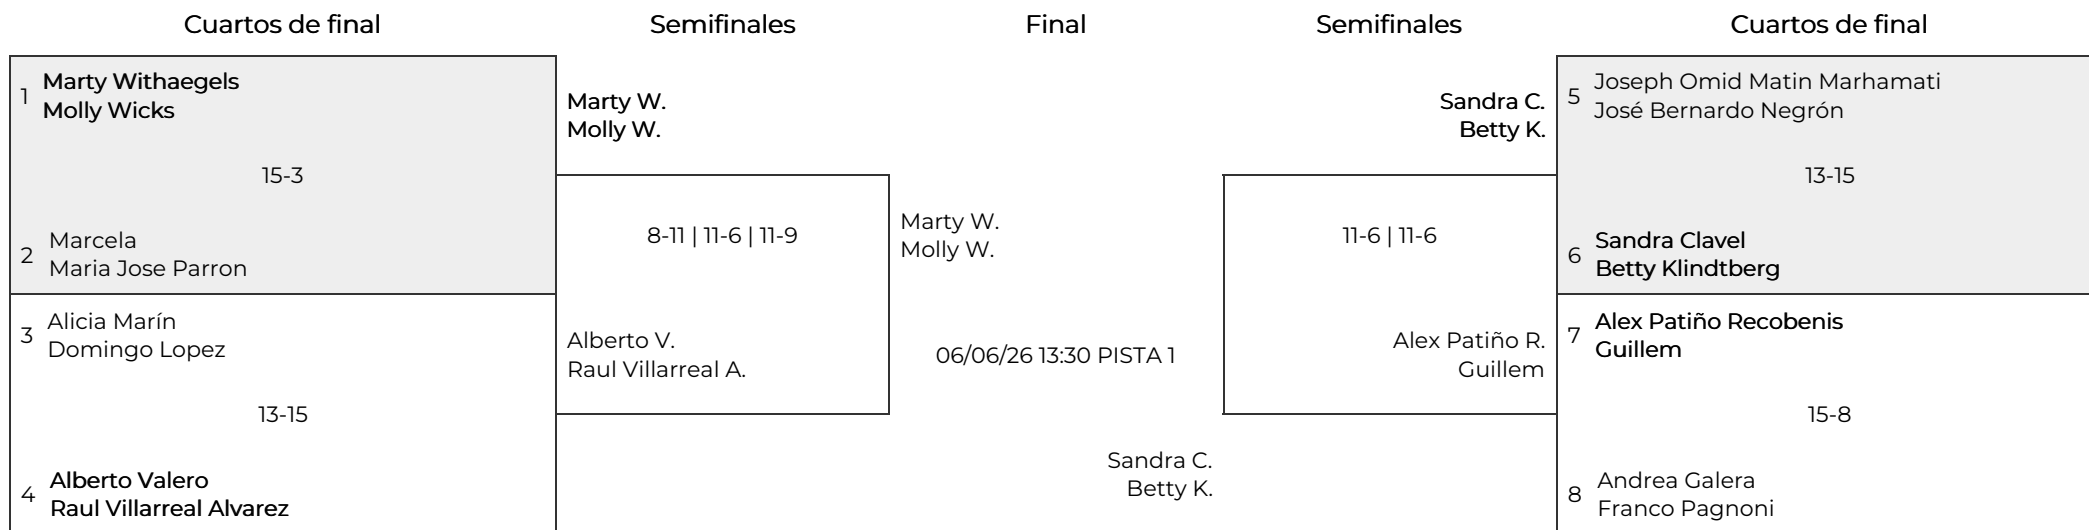 Cuartos de final
Semifinales
Final
Semifinales
Cuartos de final
1
Marty Withaegels
Molly Wicks
15-3
2
Marcela
Maria Jose Parron
3
Alicia Marín
Domingo Lopez
13-15
4
Alberto Valero
Raul Villarreal Alvarez
Marty W.
Molly W.
8-11 | 11-6 | 11-9
Alberto V.
Raul Villarreal A.
Marty W.
Molly W.
06/06/26 13:30 PISTA 1
Sandra C.
Betty K.
Sandra C.
Betty K.
11-6 | 11-6
Alex Patiño R.
Guillem
5
Joseph Omid Matin Marhamati
José Bernardo Negrón
13-15
6
Sandra Clavel
Betty Klindtberg
7
Alex Patiño Recobenis
Guillem
15-8
8
Andrea Galera
Franco Pagnoni